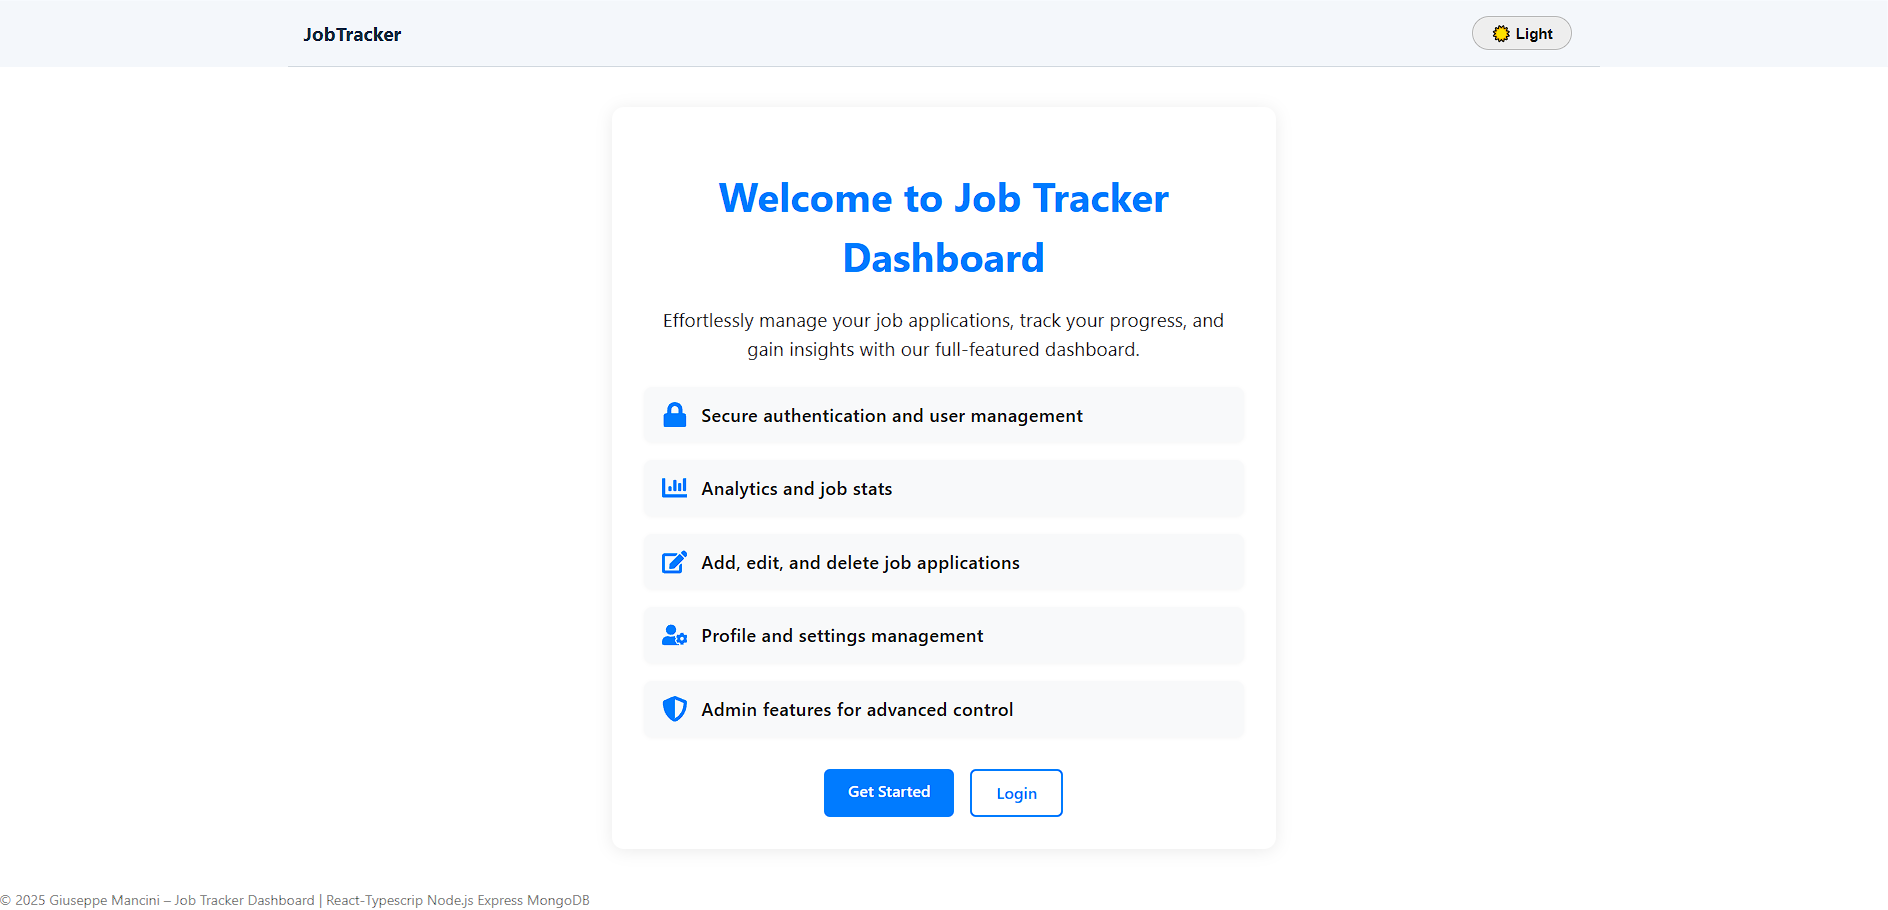 JobTracker
Light
Welcome to Job Tracker
Dashboard
Effortlessly manage your job applications, track your progress, and
gain insights with our full-featured dashboard.
Secure authentication and user management
Analytics and job stats
Add, edit, and delete job applications
Profile and settings management
Admin features for advanced control
Get Started
Login
© 2025 Giuseppe Mancini – Job Tracker Dashboard | React-Typescrip Node.js Express MongoDB